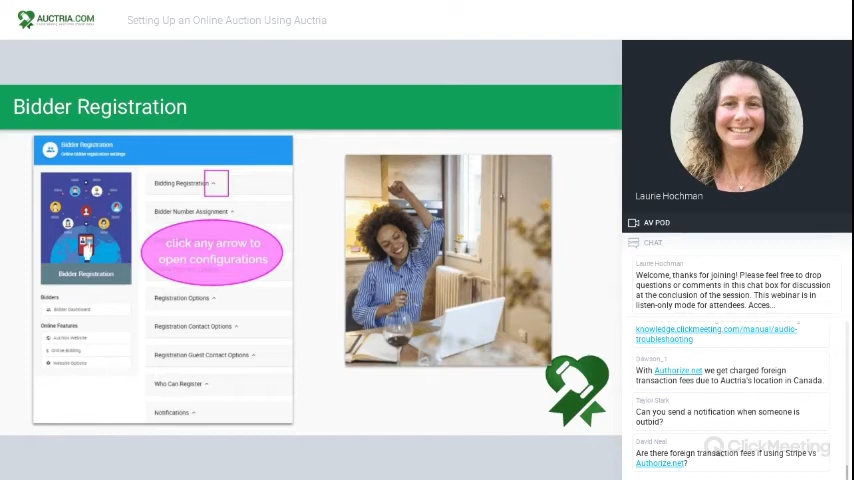 AUCTRIA.COM
Setting Up an Online Auction Using Auctria
Bidder Registration
Bidder Registration
Online bidder registration settings
Bidding Registration
Bidder Number Assignment
click any arrow to
open configurations
Bidder Registration
Bidders
Bidder Dashboard
Online Features
Auction Website
Online Bidding
Website Options
Registration Options
Registration Contact Options
Registration Guest Contact Options
Who Can Register
Notifications
Laurie Hochman
AV POD
CHAT
Laurie Hochman
Welcome, thanks for joining! Please feel free to drop
questions or comments in this chat box for discussion
at the conclusion of the session. This webinar is in
listen-only mode for attendees. Acces...
knowledge.clickmeeting.com/manual/audio-
troubleshooting
Dawson_1
With Authorize.net we get charged foreign
transaction fees due to Auctria's location in Canada.
Taylor Stark
Can you send a notification when someone is
outbid?
David Neal
Are there foreign transaction fees if using Stripe vs
Authorize.net?
ClickMeeting